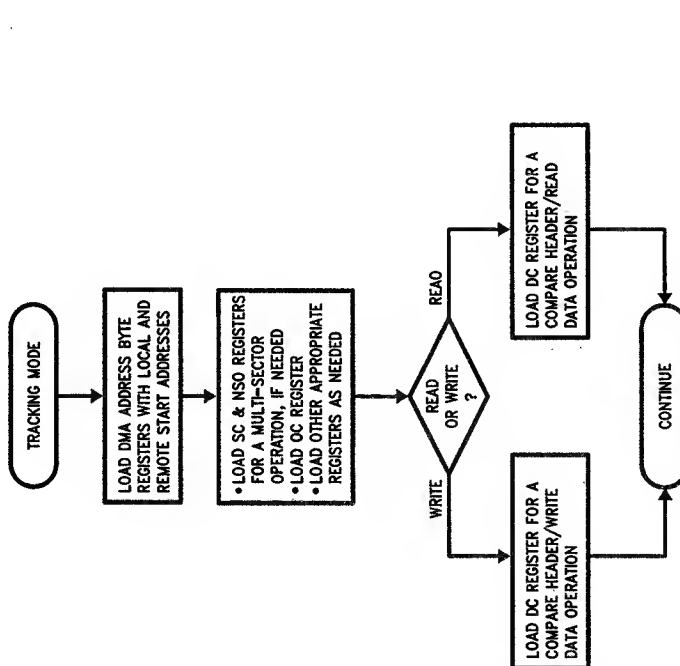 TRACKING MODE
LOAD DMA ADDRESS BYTE
REGISTERS WITH LOCAL AND
REMOTE START ADDRESSES
• LOAD SC & NSO REGISTERS
FOR A MULTI-SECTOR
OPERATION, IF NEEDED
• LOAD OC REGISTER
• LOAD OTHER APPROPRIATE
REGISTERS AS NEEDED
READ
OR WRITE
?
WRITE
READ
LOAD DC REGISTER FOR A
COMPARE HEADER/WRITE
DATA OPERATION
LOAD DC REGISTER FOR A
COMPARE HEADER/READ
DATA OPERATION
CONTINUE